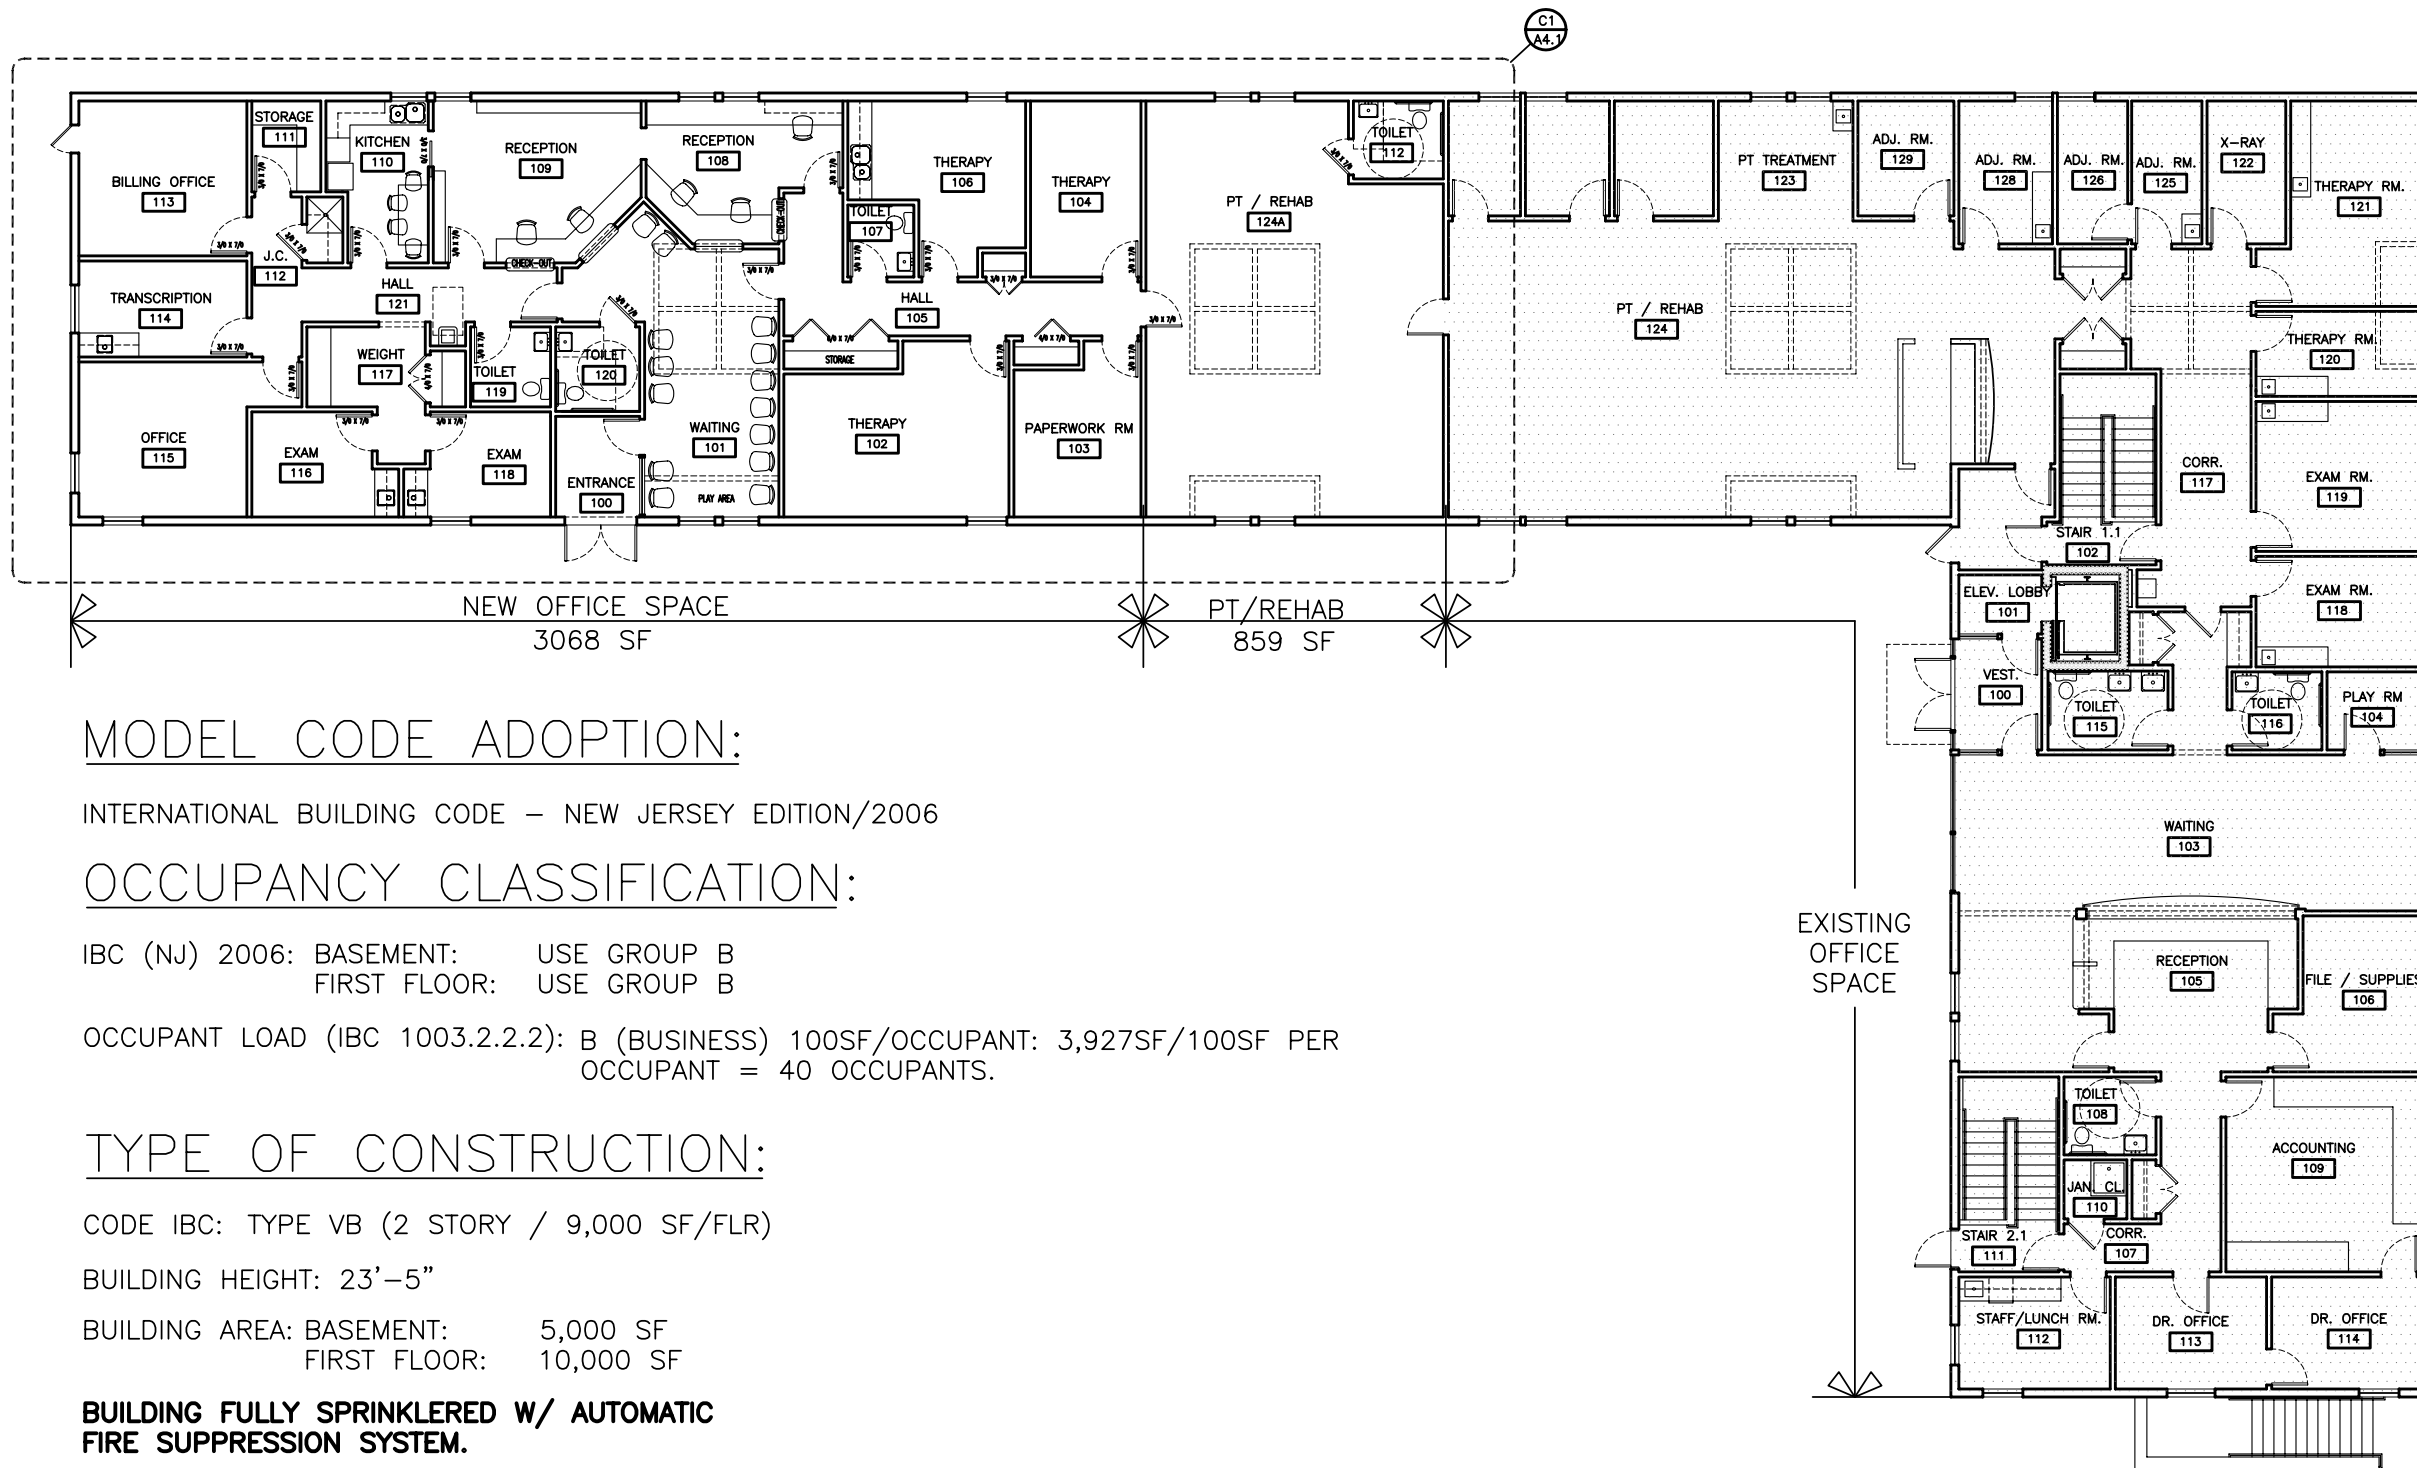 C1
A4.1
STORAGE
111
KITCHEN
110
RECEPTION
109
RECEPTION
108
THERAPY
106
THERAPY
104
BILLING OFFICE
113
TOILET
107
PT / REHAB
124A
TOILET
112
PT TREATMENT
123
ADJ. RM.
129
ADJ. RM.
128
ADJ. RM.
126
ADJ. RM.
125
X-RAY
122
THERAPY RM.
121
J.C.
112
CHECK-OUT
CHECK-OUT
HALL
121
TRANSCRIPTION
114
HALL
105
PT / REHAB
124
THERAPY RM.
120
WEIGHT
117
TOILET
119
TOILET
120
STORAGE
OFFICE
115
EXAM
116
EXAM
118
ENTRANCE
100
WAITING
101
PLAY AREA
THERAPY
102
PAPERWORK RM
103
CORR.
117
EXAM RM.
119
STAIR 1.1
102
ELEV. LOBBY
101
EXAM RM.
118
NEW OFFICE SPACE
3068 SF
PT/REHAB
859 SF
VEST.
100
TOILET
115
TOILET
116
PLAY RM
104
WAITING
103
EXISTING
OFFICE
SPACE
RECEPTION
105
FILE / SUPPLIES
106
TOILET
108
ACCOUNTING
109
JAN. CL.
110
STAIR 2.1
111
CORR.
107
STAFF/LUNCH RM.
112
DR. OFFICE
113
DR. OFFICE
114
MODEL CODE ADOPTION:
INTERNATIONAL BUILDING CODE – NEW JERSEY EDITION/2006
OCCUPANCY CLASSIFICATION:
IBC (NJ) 2006: BASEMENT: USE GROUP B
FIRST FLOOR: USE GROUP B
OCCUPANT LOAD (IBC 1003.2.2.2): B (BUSINESS) 100SF/OCCUPANT: 3,927SF/100SF PER
OCCUPANT = 40 OCCUPANTS.
TYPE OF CONSTRUCTION:
CODE IBC: TYPE VB (2 STORY / 9,000 SF/FLR)
BUILDING HEIGHT: 23'–5"
BUILDING AREA: BASEMENT: 5,000 SF
FIRST FLOOR: 10,000 SF
BUILDING FULLY SPRINKLERED W/ AUTOMATIC
FIRE SUPPRESSION SYSTEM.